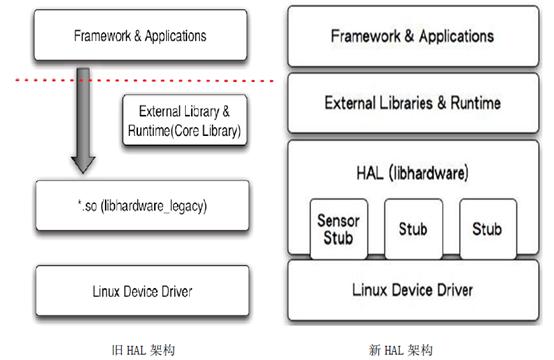 Framework & Applications
External Library &
Runtime(Core Library)
*.so (libhardware_legacy)
Linux Device Driver
旧 HAL 架构
Framework & Applications
External Libraries & Runtime
HAL (libhardware)
Sensor
Stub
Stub
Stub
Linux Device Driver
新 HAL 架构